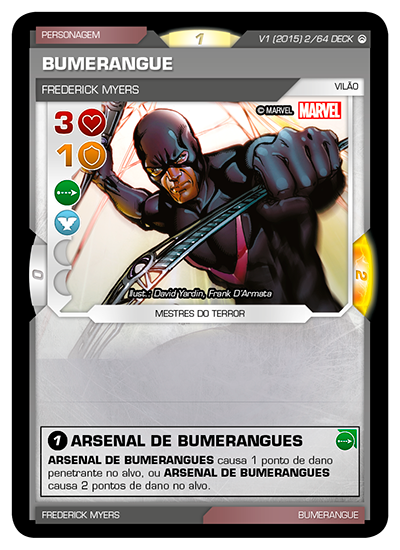 PERSONAGEM
1
V1 (2015) 2/64 DECK
BUMERANGUE
FREDERICK MYERS
VILÃO
© MARVEL MARVEL
3
1
0
2
Ilust.: David Yardin, Frank D'Armata
MESTRES DO TERROR
1 ARSENAL DE BUMERANGUES
ARSENAL DE BUMERANGUES causa 1 ponto de dano
penetrante no alvo, ou ARSENAL DE BUMERANGUES
causa 2 pontos de dano no alvo.
FREDERICK MYERS
BUMERANGUE